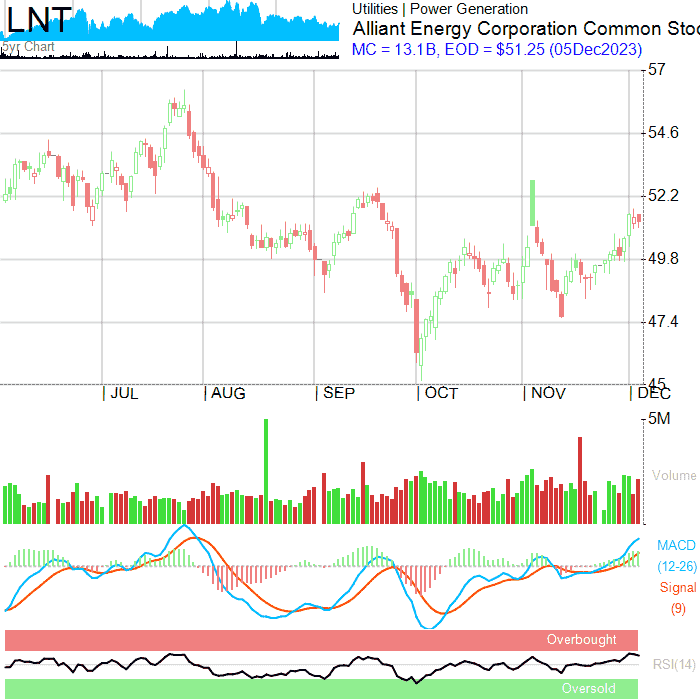 LNT
5yr Chart
Utilities | Power Generation
Alliant Energy Corporation Common Stoc
MC = 13.1B, EOD = $51.25 (05Dec2023)
57
54.6
52.2
49.8
47.4
45
| JUL | AUG | SEP | OCT | NOV | DEC
5M
Volume
MACD
(12-26)
Signal
(9)
Overbought
RSI(14)
Oversold